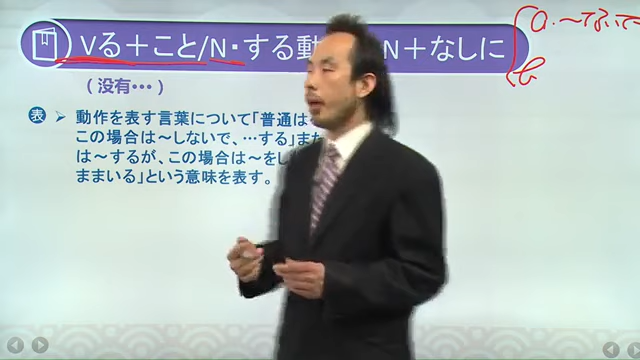 Vる＋こと/N・する動 N＋なしに
（没有・・・）
表 ➢ 動作を表す言葉について「普通は
この場合は～しないで、…する」また
は～するが、この場合は～をし
ままいる」という意味を表す。
a.
b